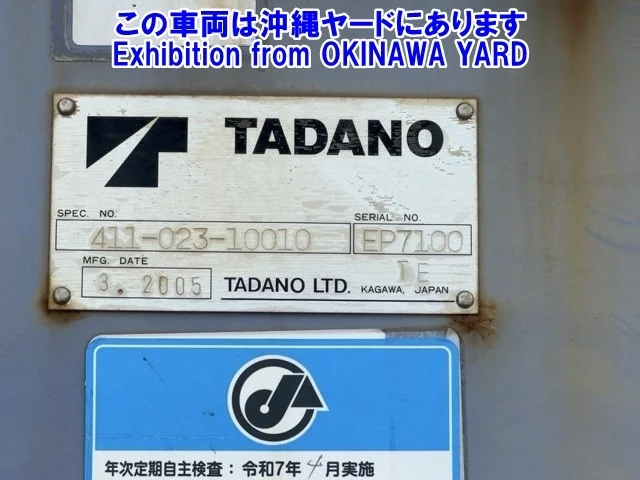 この車両は沖縄ヤードにあります
Exhibition from OKINAWA YARD
TADANO
SPEC. NO.
SERIAL NO.
411-023-10010
EP7100
MFG. DATE
TE
3. 2005
TADANO LTD. KAGAWA, JAPAN
年次定期自主検査：令和7年4月実施